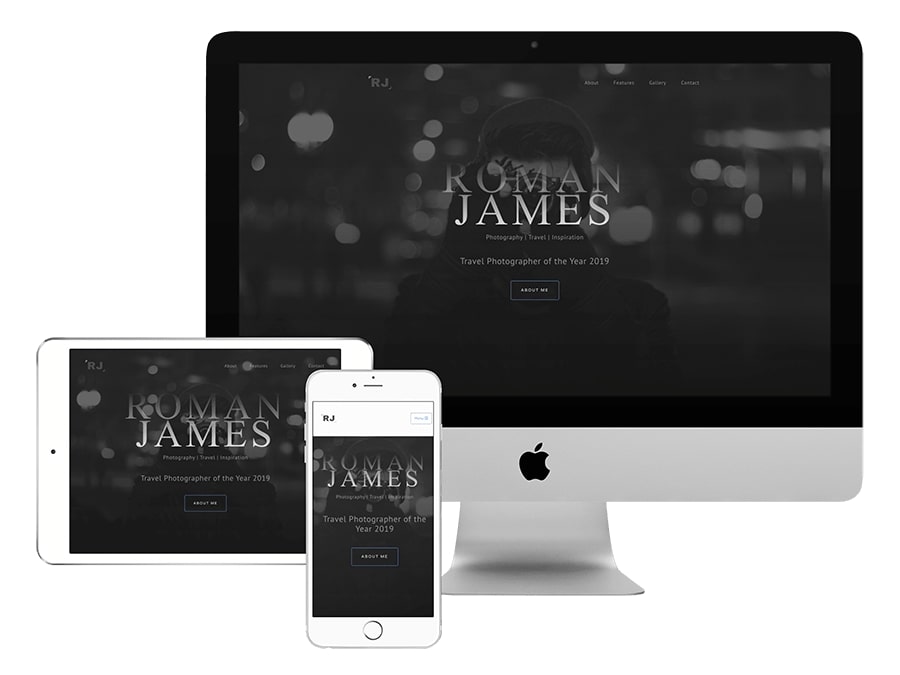 RJ
About Features Gallery Contact
ROMAN
JAMES
Photography | Travel | Inspiration
Travel Photographer of the Year 2019
ABOUT ME
RJ
About Features Gallery Contact
ROMAN
JAMES
Photography | Travel | Inspiration
Travel Photographer of the Year 2019
ABOUT ME
RJ
Menu
ROMAN
JAMES
Photography | Travel | Inspiration
Travel Photographer of the
Year 2019
ABOUT ME